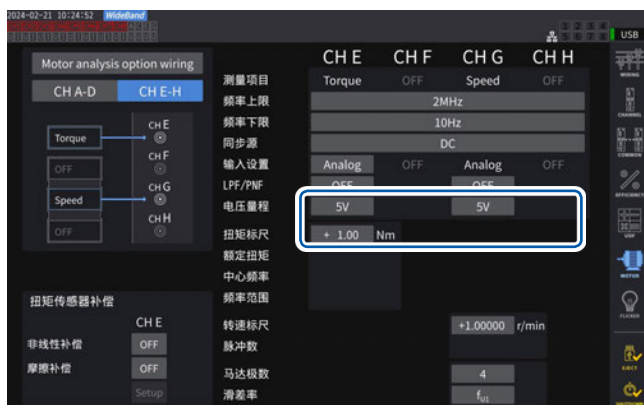 2024-02-21 10:24:52 WideBand
USB
Motor analysis option wiring
CH A-D CH E-H
Torque CH E
OFF CH F
Speed CH G
OFF CH H
CH E CH F CH G CH H
测量项目 Torque OFF Speed OFF
频率上限 2MHz
频率下限 10Hz
同步源 DC
输入设置 Analog OFF Analog OFF
LPF/PNF OFF OFF
电压量程 5V 5V
扭矩标尺 + 1.00 Nm
额定扭矩
中心频率
频率范围
转速标尺 +1.00000 r/min
脉冲数
马达极数 4
滑差率 fU1
扭矩传感器补偿
CH E
非线性补偿 OFF
摩擦补偿 OFF
Setup
WIRING
CHANNEL
COMMON
EFFICIENCY
UDF
MOTOR
FLICKER
EJECT
SHUTDOWN